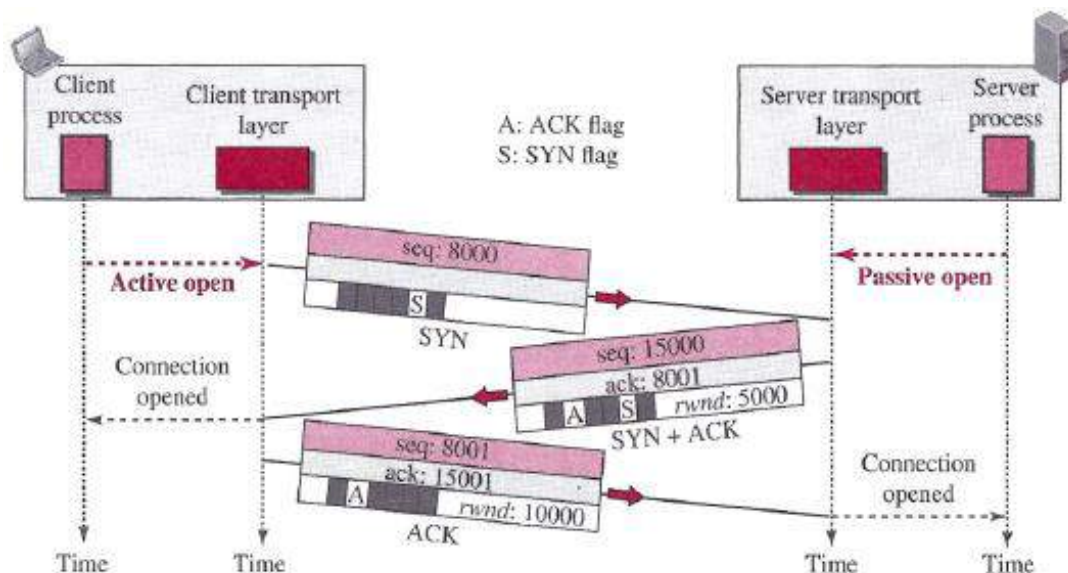 Client
process
Client transport
layer
A: ACK flag
S: SYN flag
Server transport
layer
Server
process
seq: 8000
Active open
Passive open
S
SYN
seq: 15000
ack: 8001
A S rwnd: 5000
SYN + ACK
Connection
opened
seq: 8001
ack: 15001
A rwnd: 10000
ACK
Connection
opened
Time Time Time Time